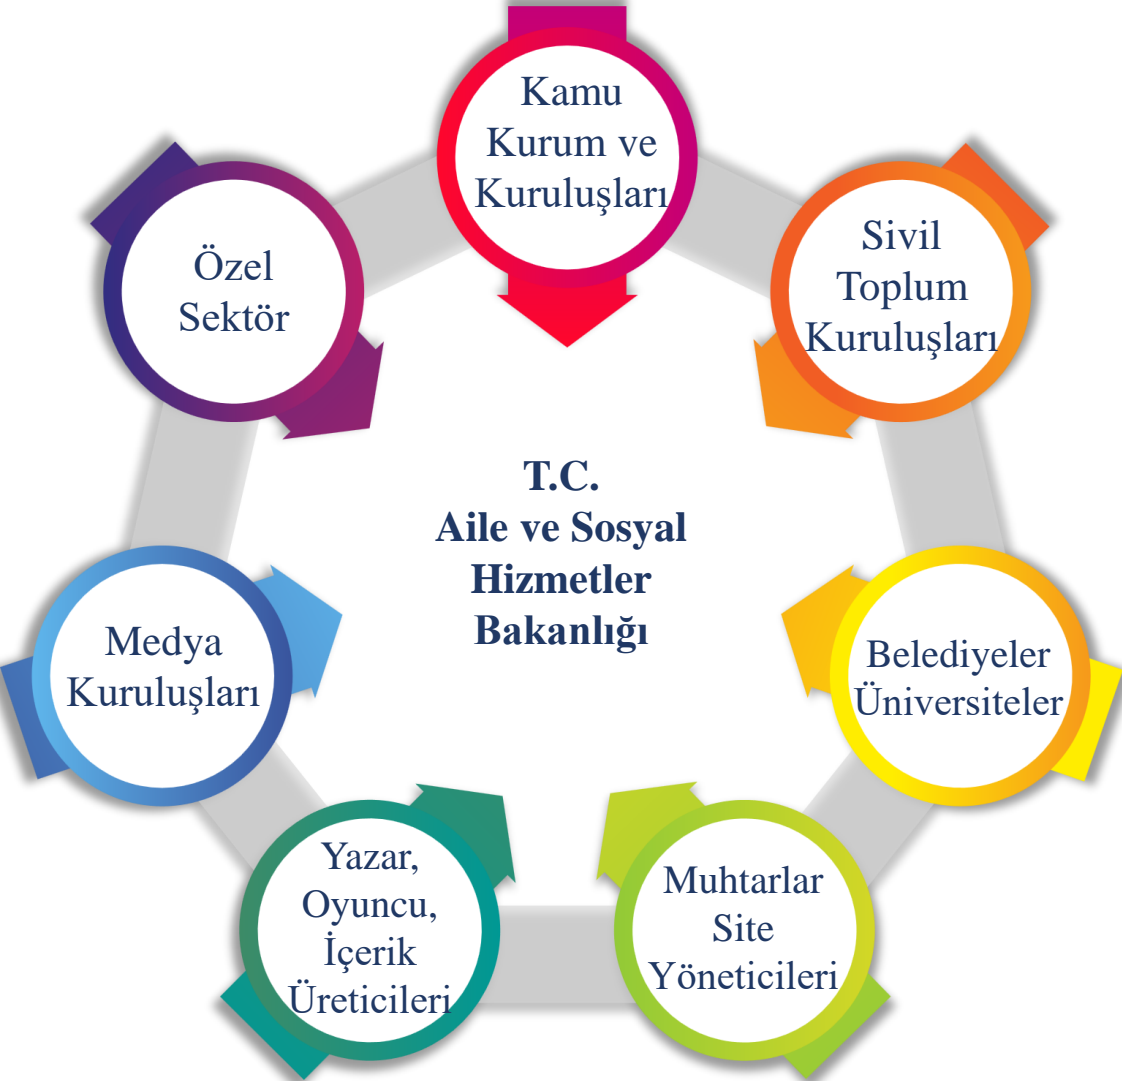 Kamu
Kurum ve
Kuruluşları
Sivil
Toplum
Kuruluşları
Özel
Sektör
T.C.
Aile ve Sosyal
Hizmetler
Bakanlığı
Medya
Kuruluşları
Belediyeler
Üniversiteler
Yazar,
Oyuncu,
İçerik
Üreticileri
Muhtarlar
Site
Yöneticileri